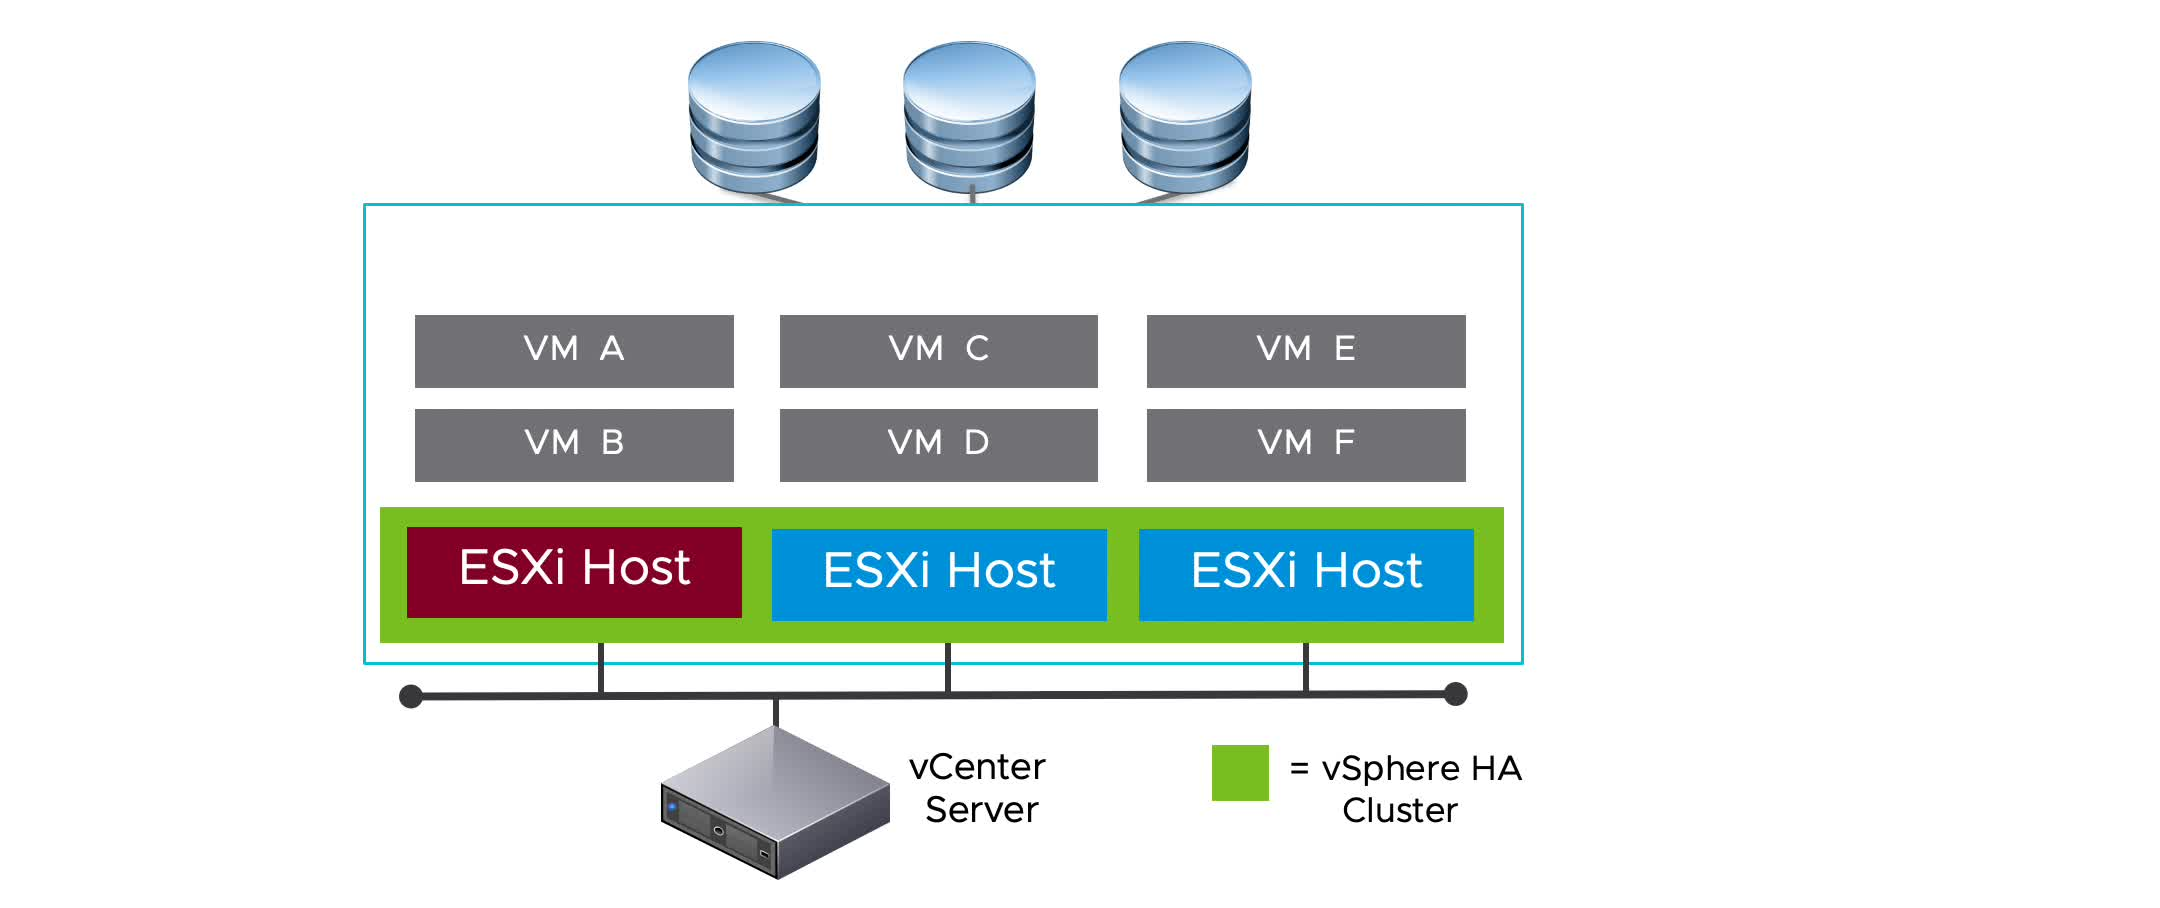 VM A
VM C
VM E
VM B
VM D
VM F
ESXi Host
ESXi Host
ESXi Host
vCenter
Server
= vSphere HA
Cluster